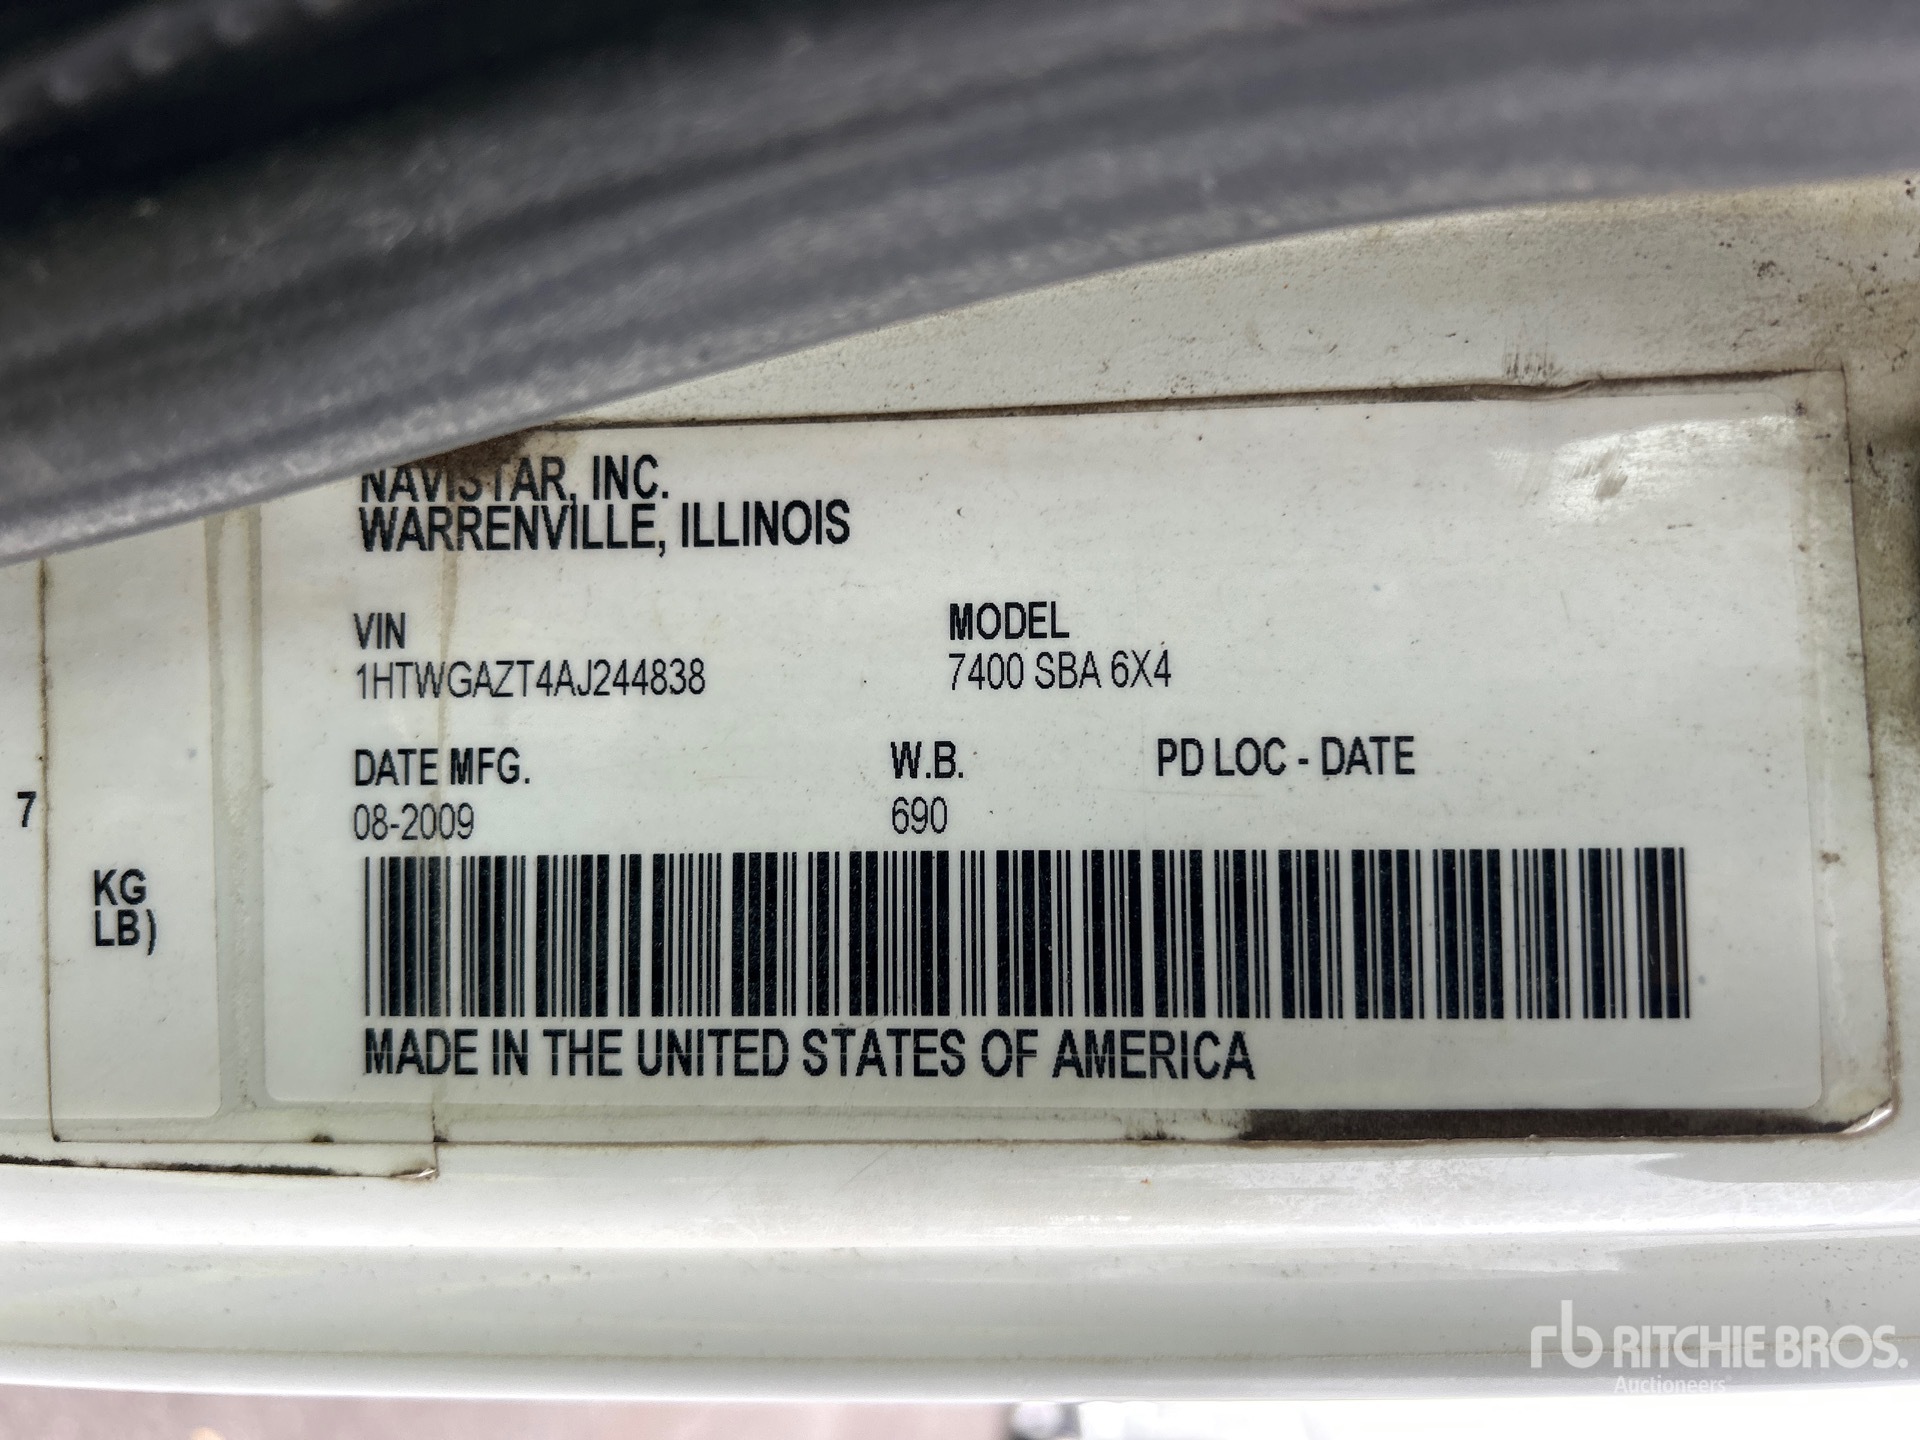 NAVISTAR, INC.
WARRENVILLE, ILLINOIS
VIN
1HTWGAZT4AJ244838
MODEL
7400 SBA 6X4
DATE MFG.
08-2009
W.B.
690
PD LOC - DATE
MADE IN THE UNITED STATES OF AMERICA
7
KG
LB)
rb RITCHIE BROS.
Auctioneers